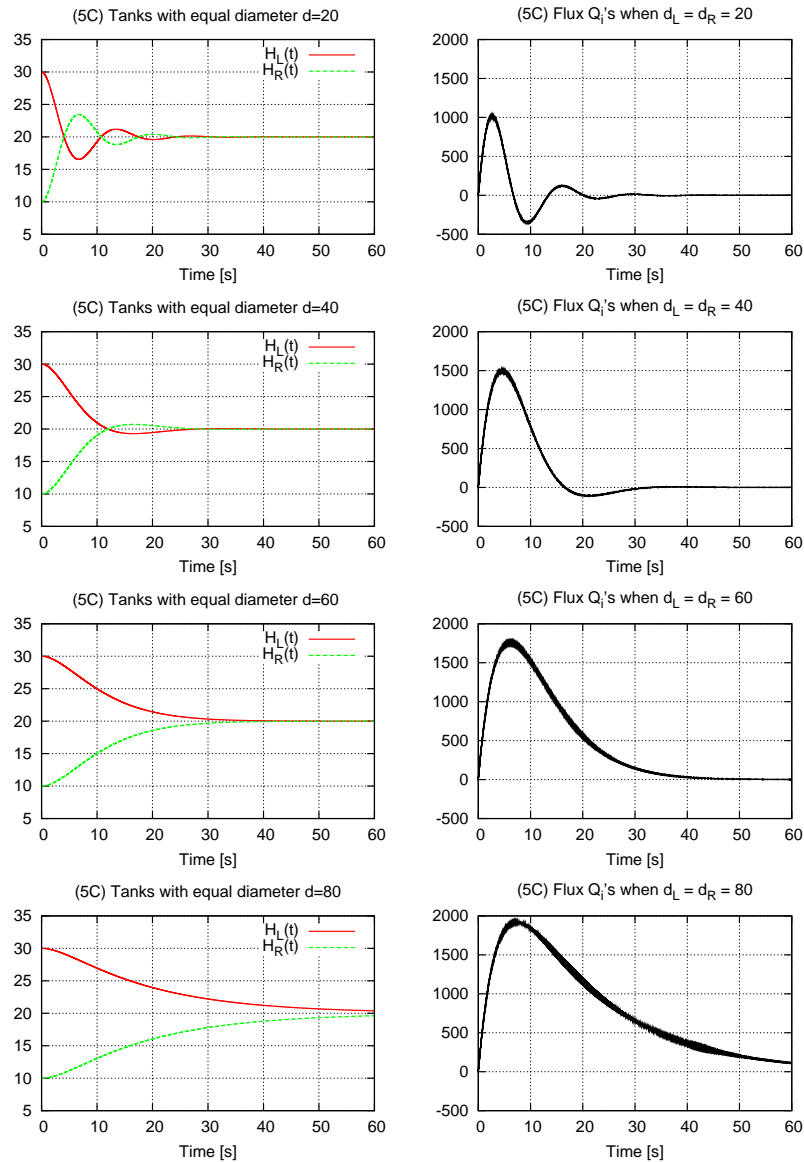 (5C) Tanks with equal diameter d=20
H_L(t)
H_R(t)
35
30
25
20
15
10
5
0 10 20 30 40 50 60
Time [s]
(5C) Flux Q_i's when d_L = d_R = 20
2000
1500
1000
500
0
-500
0 10 20 30 40 50 60
Time [s]
(5C) Tanks with equal diameter d=40
H_L(t)
H_R(t)
35
30
25
20
15
10
5
0 10 20 30 40 50 60
Time [s]
(5C) Flux Q_i's when d_L = d_R = 40
2000
1500
1000
500
0
-500
0 10 20 30 40 50 60
Time [s]
(5C) Tanks with equal diameter d=60
H_L(t)
H_R(t)
35
30
25
20
15
10
5
0 10 20 30 40 50 60
Time [s]
(5C) Flux Q_i's when d_L = d_R = 60
2000
1500
1000
500
0
-500
0 10 20 30 40 50 60
Time [s]
(5C) Tanks with equal diameter d=80
H_L(t)
H_R(t)
35
30
25
20
15
10
5
0 10 20 30 40 50 60
Time [s]
(5C) Flux Q_i's when d_L = d_R = 80
2000
1500
1000
500
0
-500
0 10 20 30 40 50 60
Time [s]